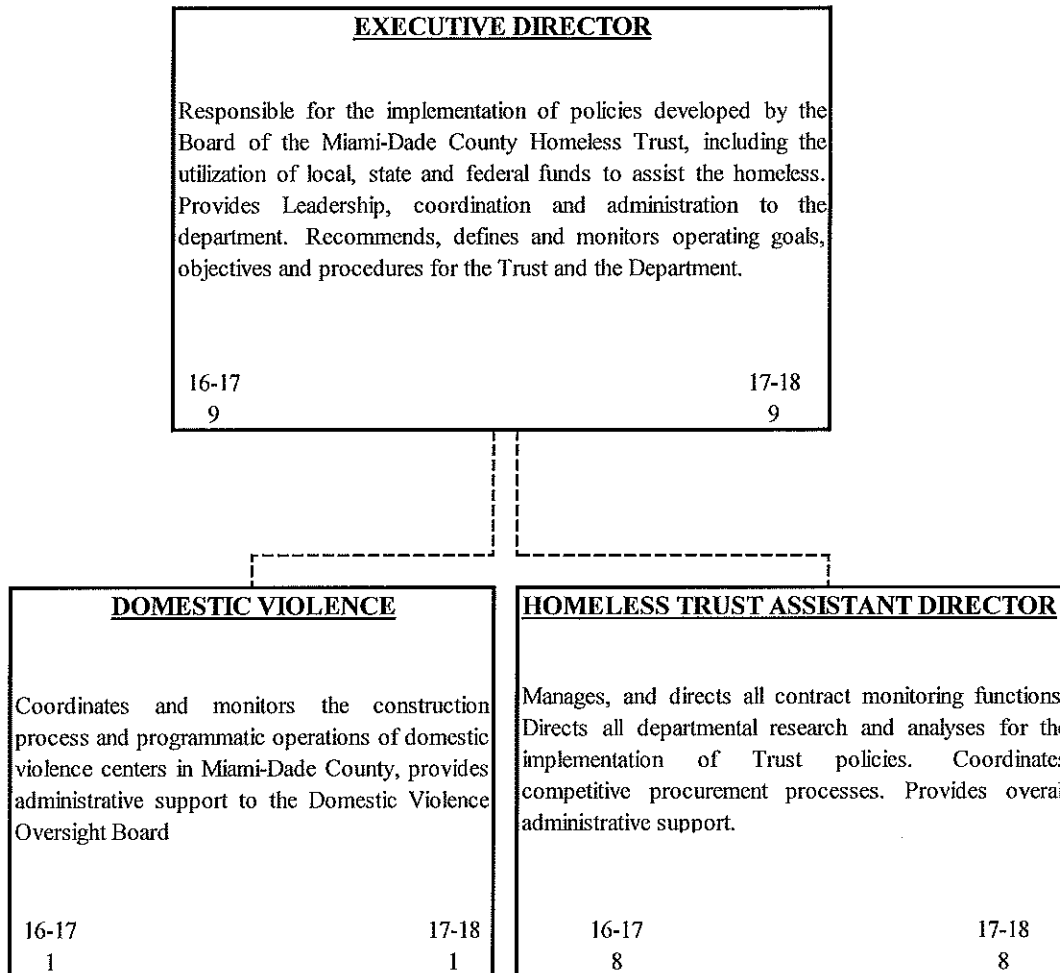 EXECUTIVE DIRECTOR
Responsible for the implementation of policies developed by the
Board of the Miami-Dade County Homeless Trust, including the
utilization of local, state and federal funds to assist the homeless.
Provides Leadership, coordination and administration to the
department. Recommends, defines and monitors operating goals,
objectives and procedures for the Trust and the Department.
16-17 17-18
9 9
DOMESTIC VIOLENCE
Coordinates and monitors the construction
process and programmatic operations of domestic
violence centers in Miami-Dade County, provides
administrative support to the Domestic Violence
Oversight Board
16-17 17-18
1 1
HOMELESS TRUST ASSISTANT DIRECTOR
Manages, and directs all contract monitoring functions
Directs all departmental research and analyses for the
implementation of Trust policies. Coordinates
competitive procurement processes. Provides overal
administrative support.
16-17 17-18
8 8